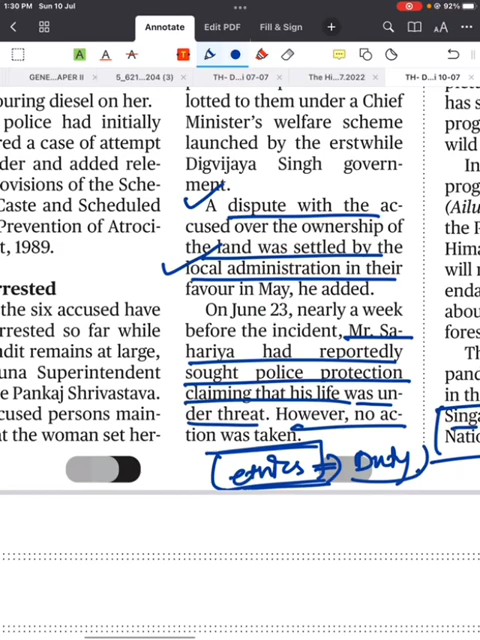 1:30 PM Sun 10 Jul
92%
Annotate
Edit PDF
Fill & Sign
GENE...APER II
5_621...204 (3)
TH- D...i 07-07
The Hi...7.2022
TH- D...i 10-07
ouring diesel on her.
police had initially
red a case of attempt
der and added rele-
ovisions of the Sche-
Caste and Scheduled
Prevention of Atroci-
t, 1989.
rrested
the six accused have
rrested so far while
ndit remains at large,
una Superintendent
e Pankaj Shrivastava.
cused persons main-
at the woman set her-
lotted to them under a Chief
Minister's welfare scheme
launched by the erstwhile
Digvijaya Singh govern-
ment.
A dispute with the ac-
cused over the ownership of
the land was settled by the
local administration in their
favour in May, he added.
On June 23, nearly a week
before the incident, Mr. Sa-
hariya had reportedly
sought police protection
claiming that his life was un-
der threat. However, no ac-
tion was taken.
ethics ⇒ Duty
has s
prog
wild
In
prog
(Ailu
the P
Hima
will r
enda
abou
fores
Th
pand
in th
Singa
Natio